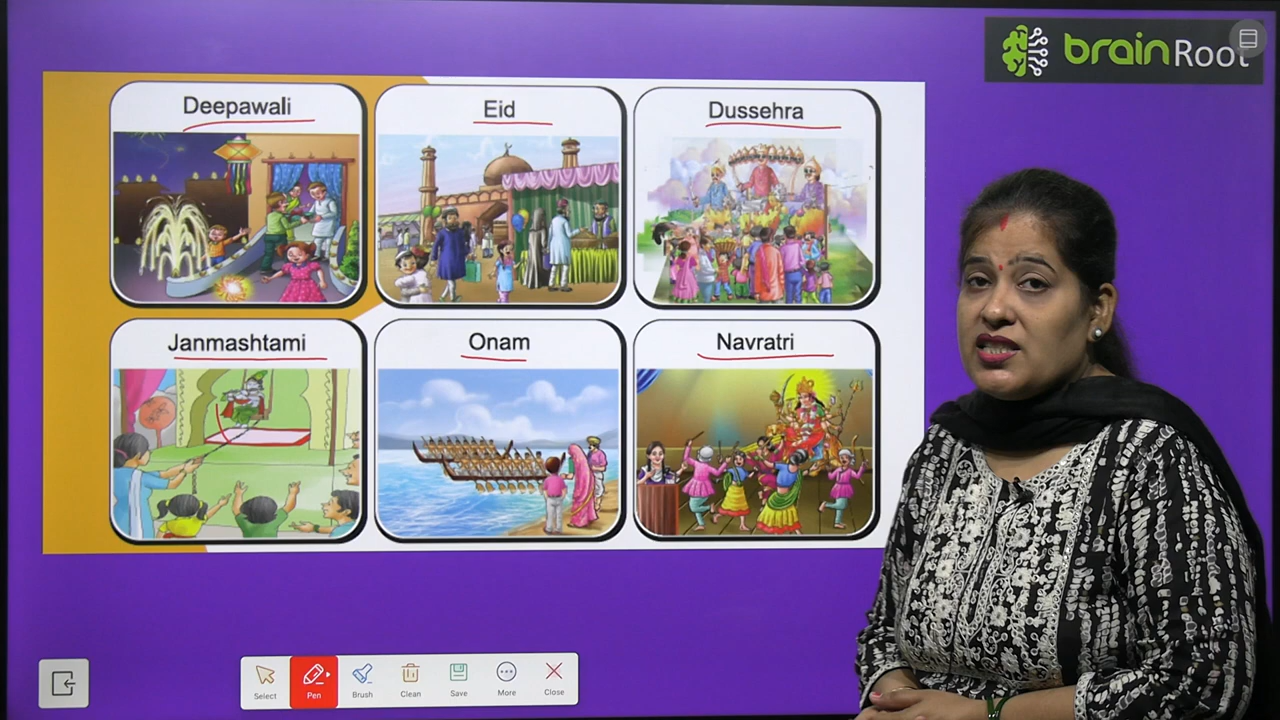 brainRoot
Deepawali
Eid
Dussehra
Janmashtami
Onam
Navratri
Select
Pen
Brush
Clean
Save
More
Close